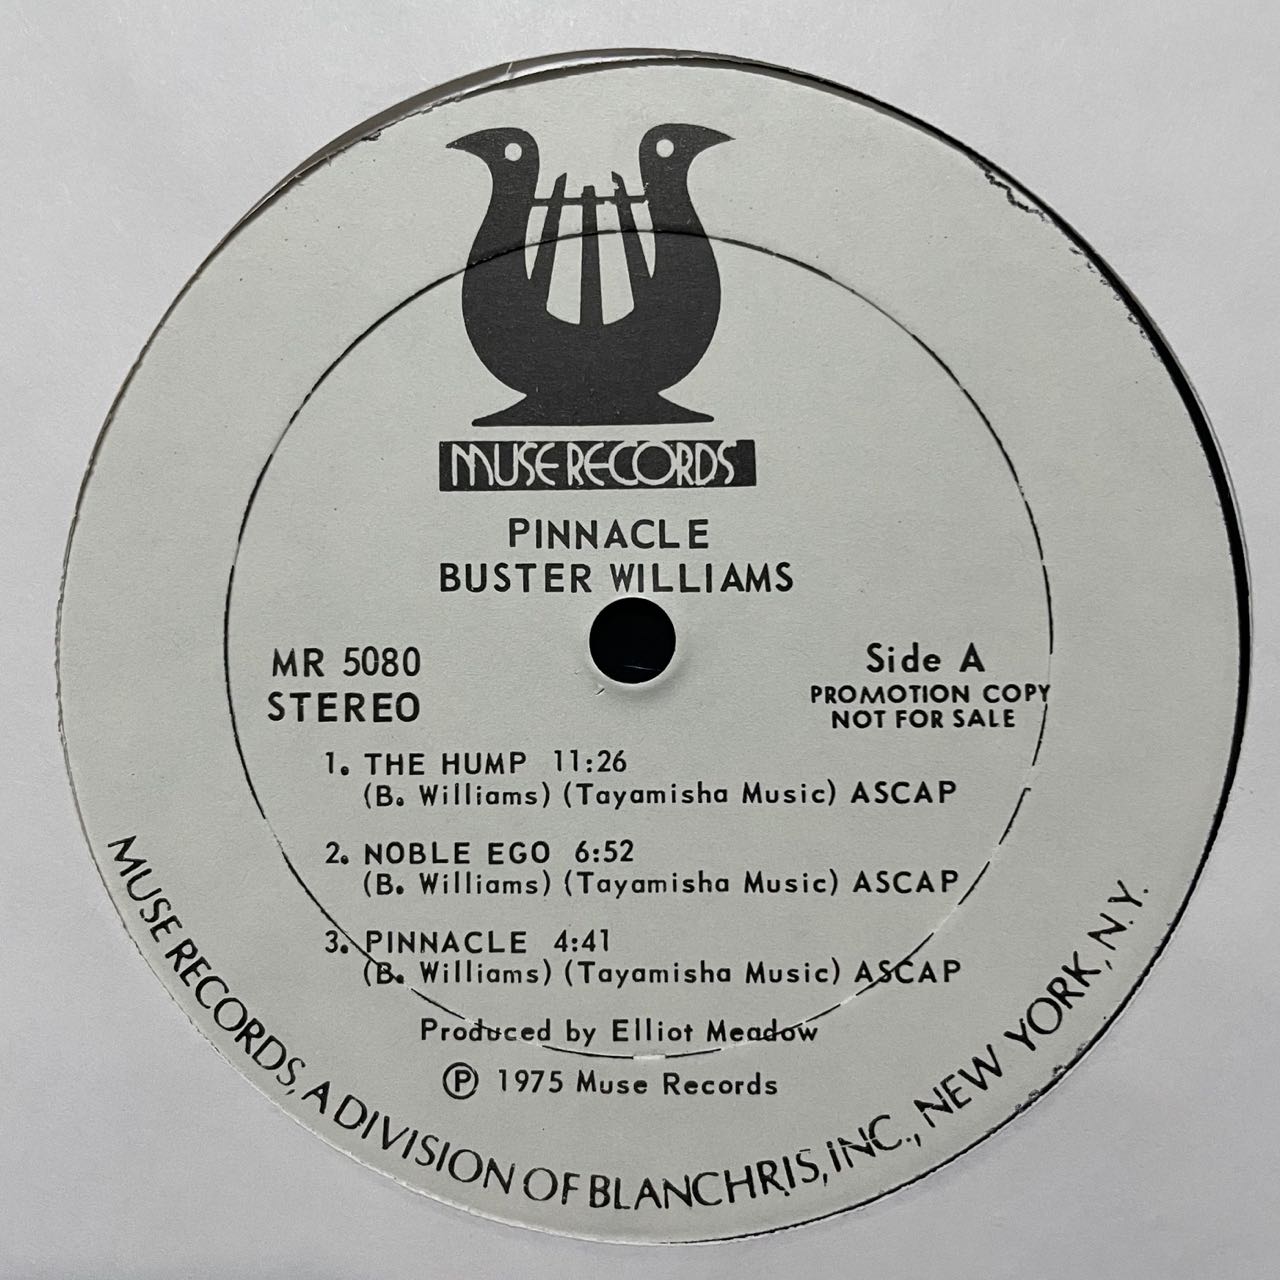 MUSE RECORDS
PINNACLE
BUSTER WILLIAMS
MR 5080
STEREO
Side A
PROMOTION COPY
NOT FOR SALE
1. THE HUMP 11:26
(B. Williams) (Tayamisha Music) ASCAP
2. NOBLE EGO 6:52
(B. Williams) (Tayamisha Music) ASCAP
3. PINNACLE 4:41
(B. Williams) (Tayamisha Music) ASCAP
Produced by Elliot Meadow
Ⓟ 1975 Muse Records
MUSE RECORDS, A DIVISION OF BLANCHRIS, INC., NEW YORK, N.Y.